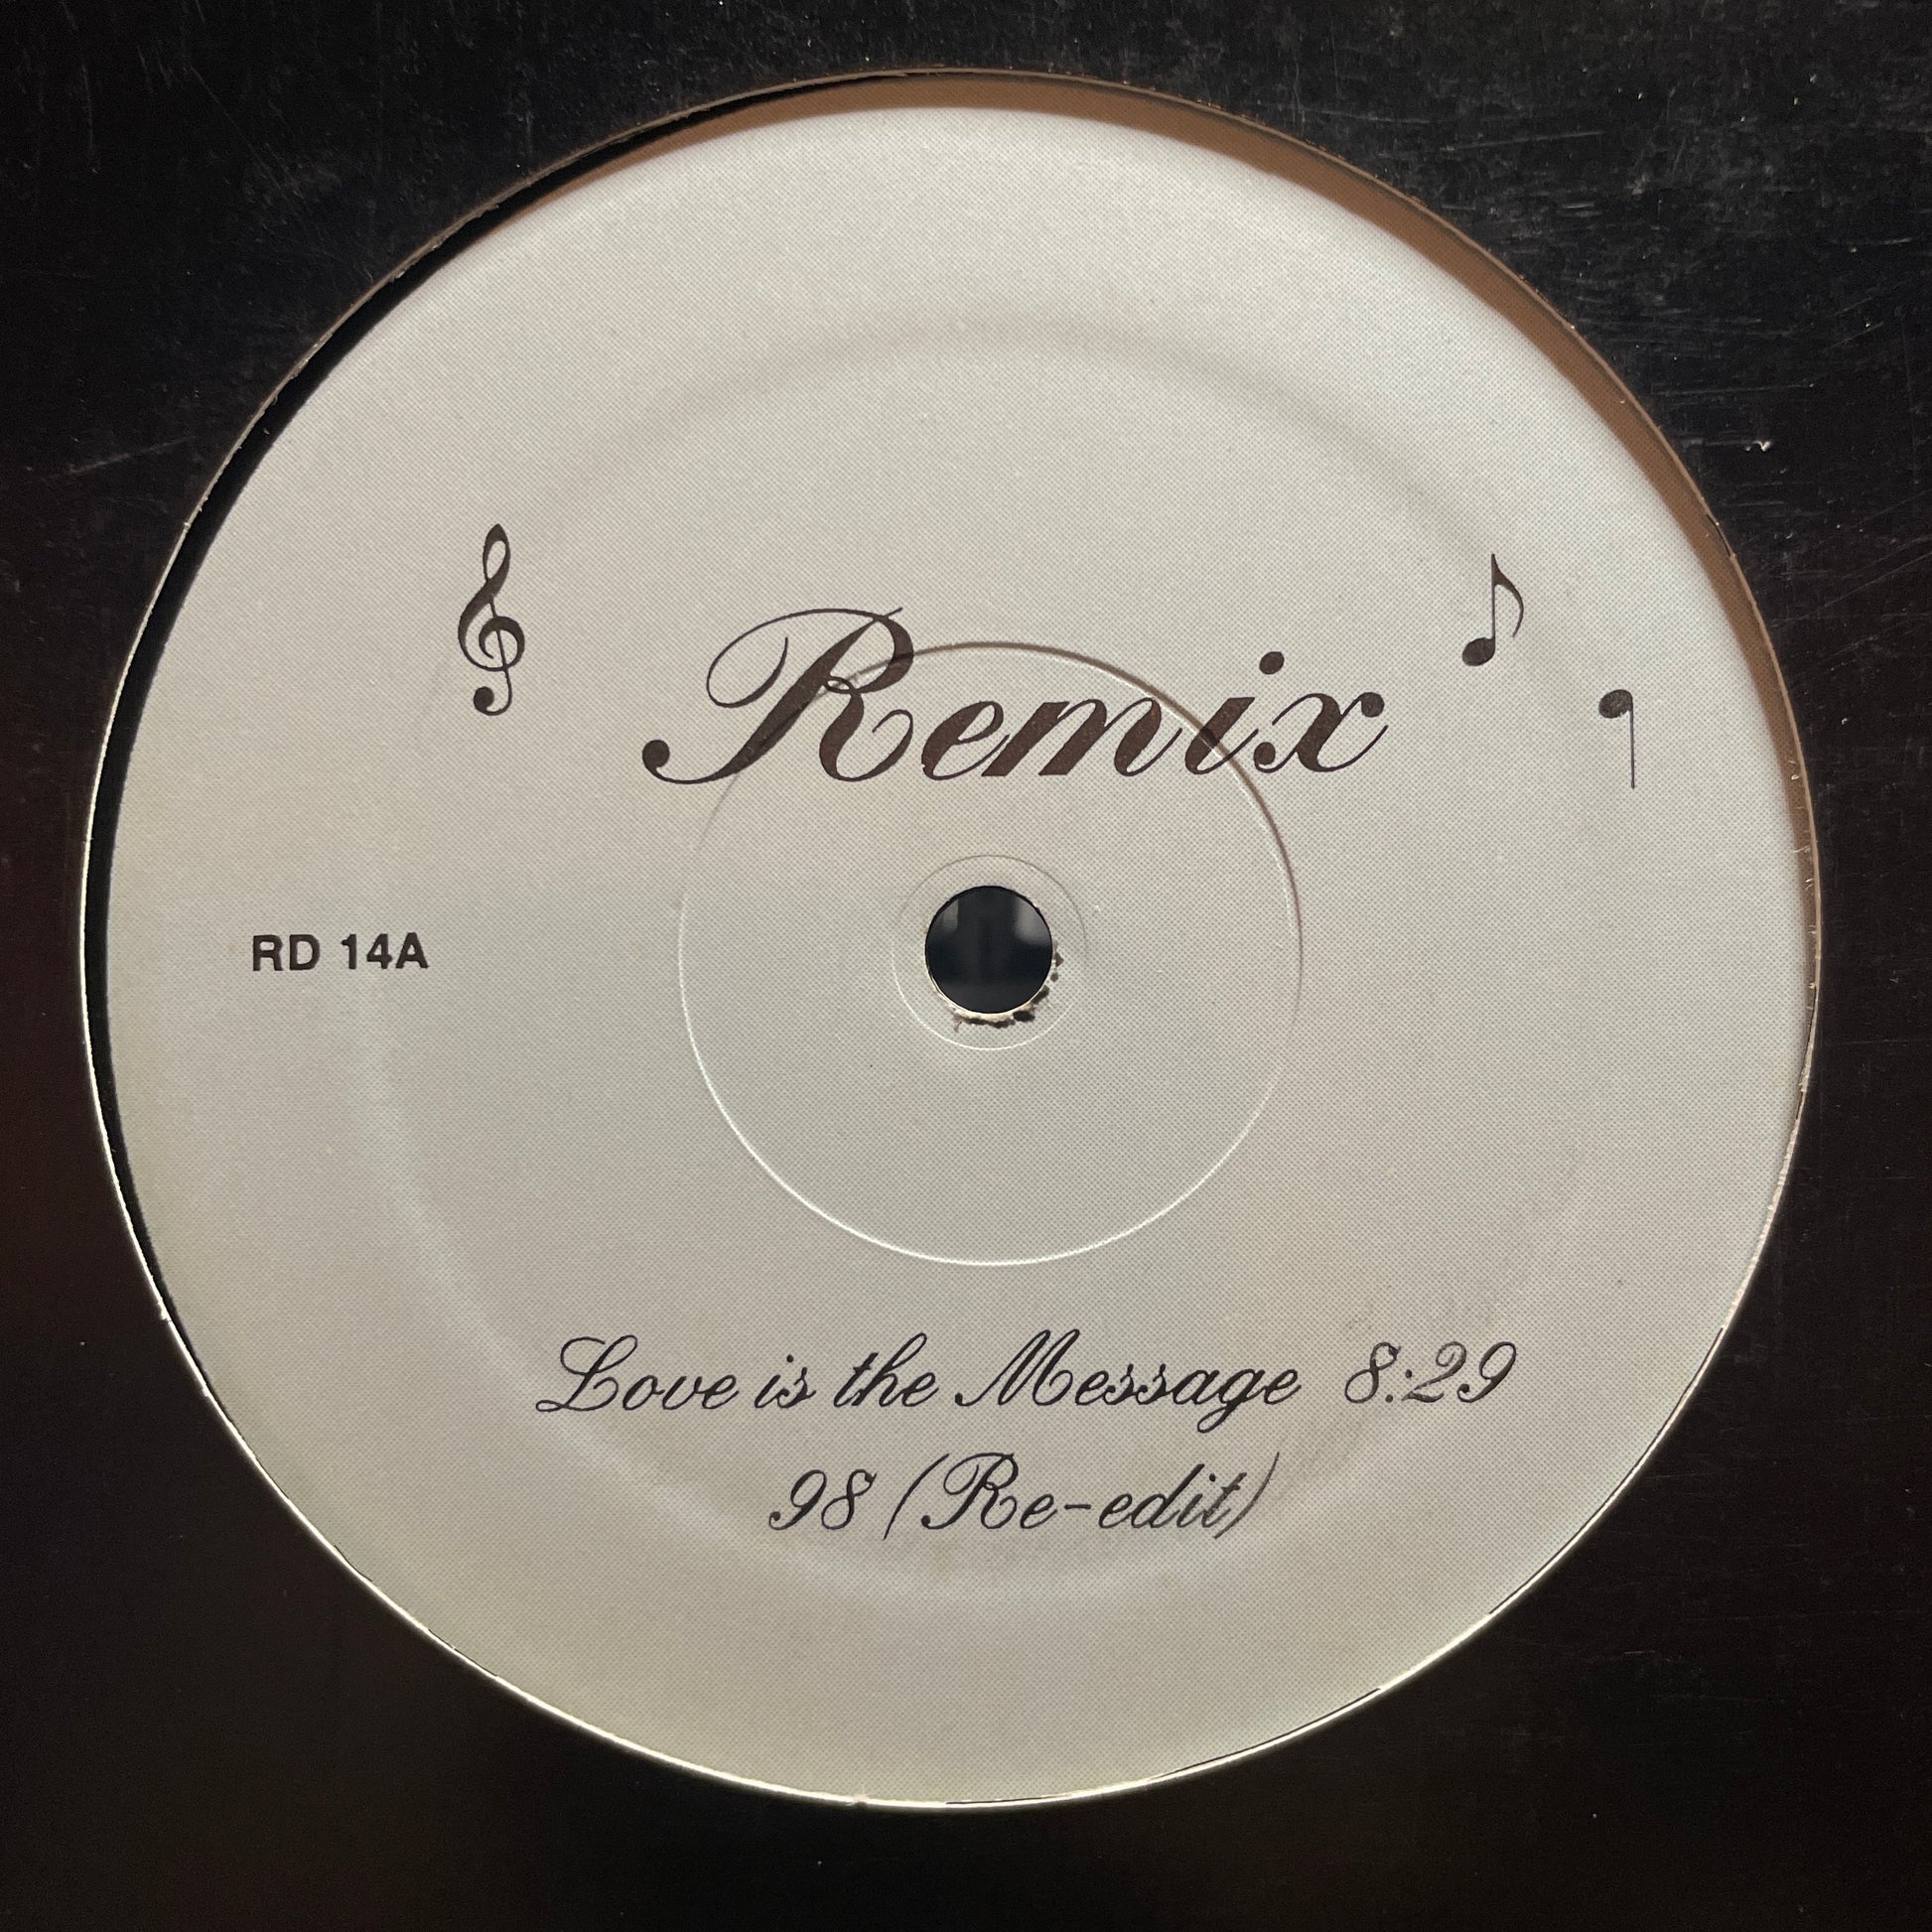 Remix
RD 14A
Love is the Message 8:29
98 (Re-edit)